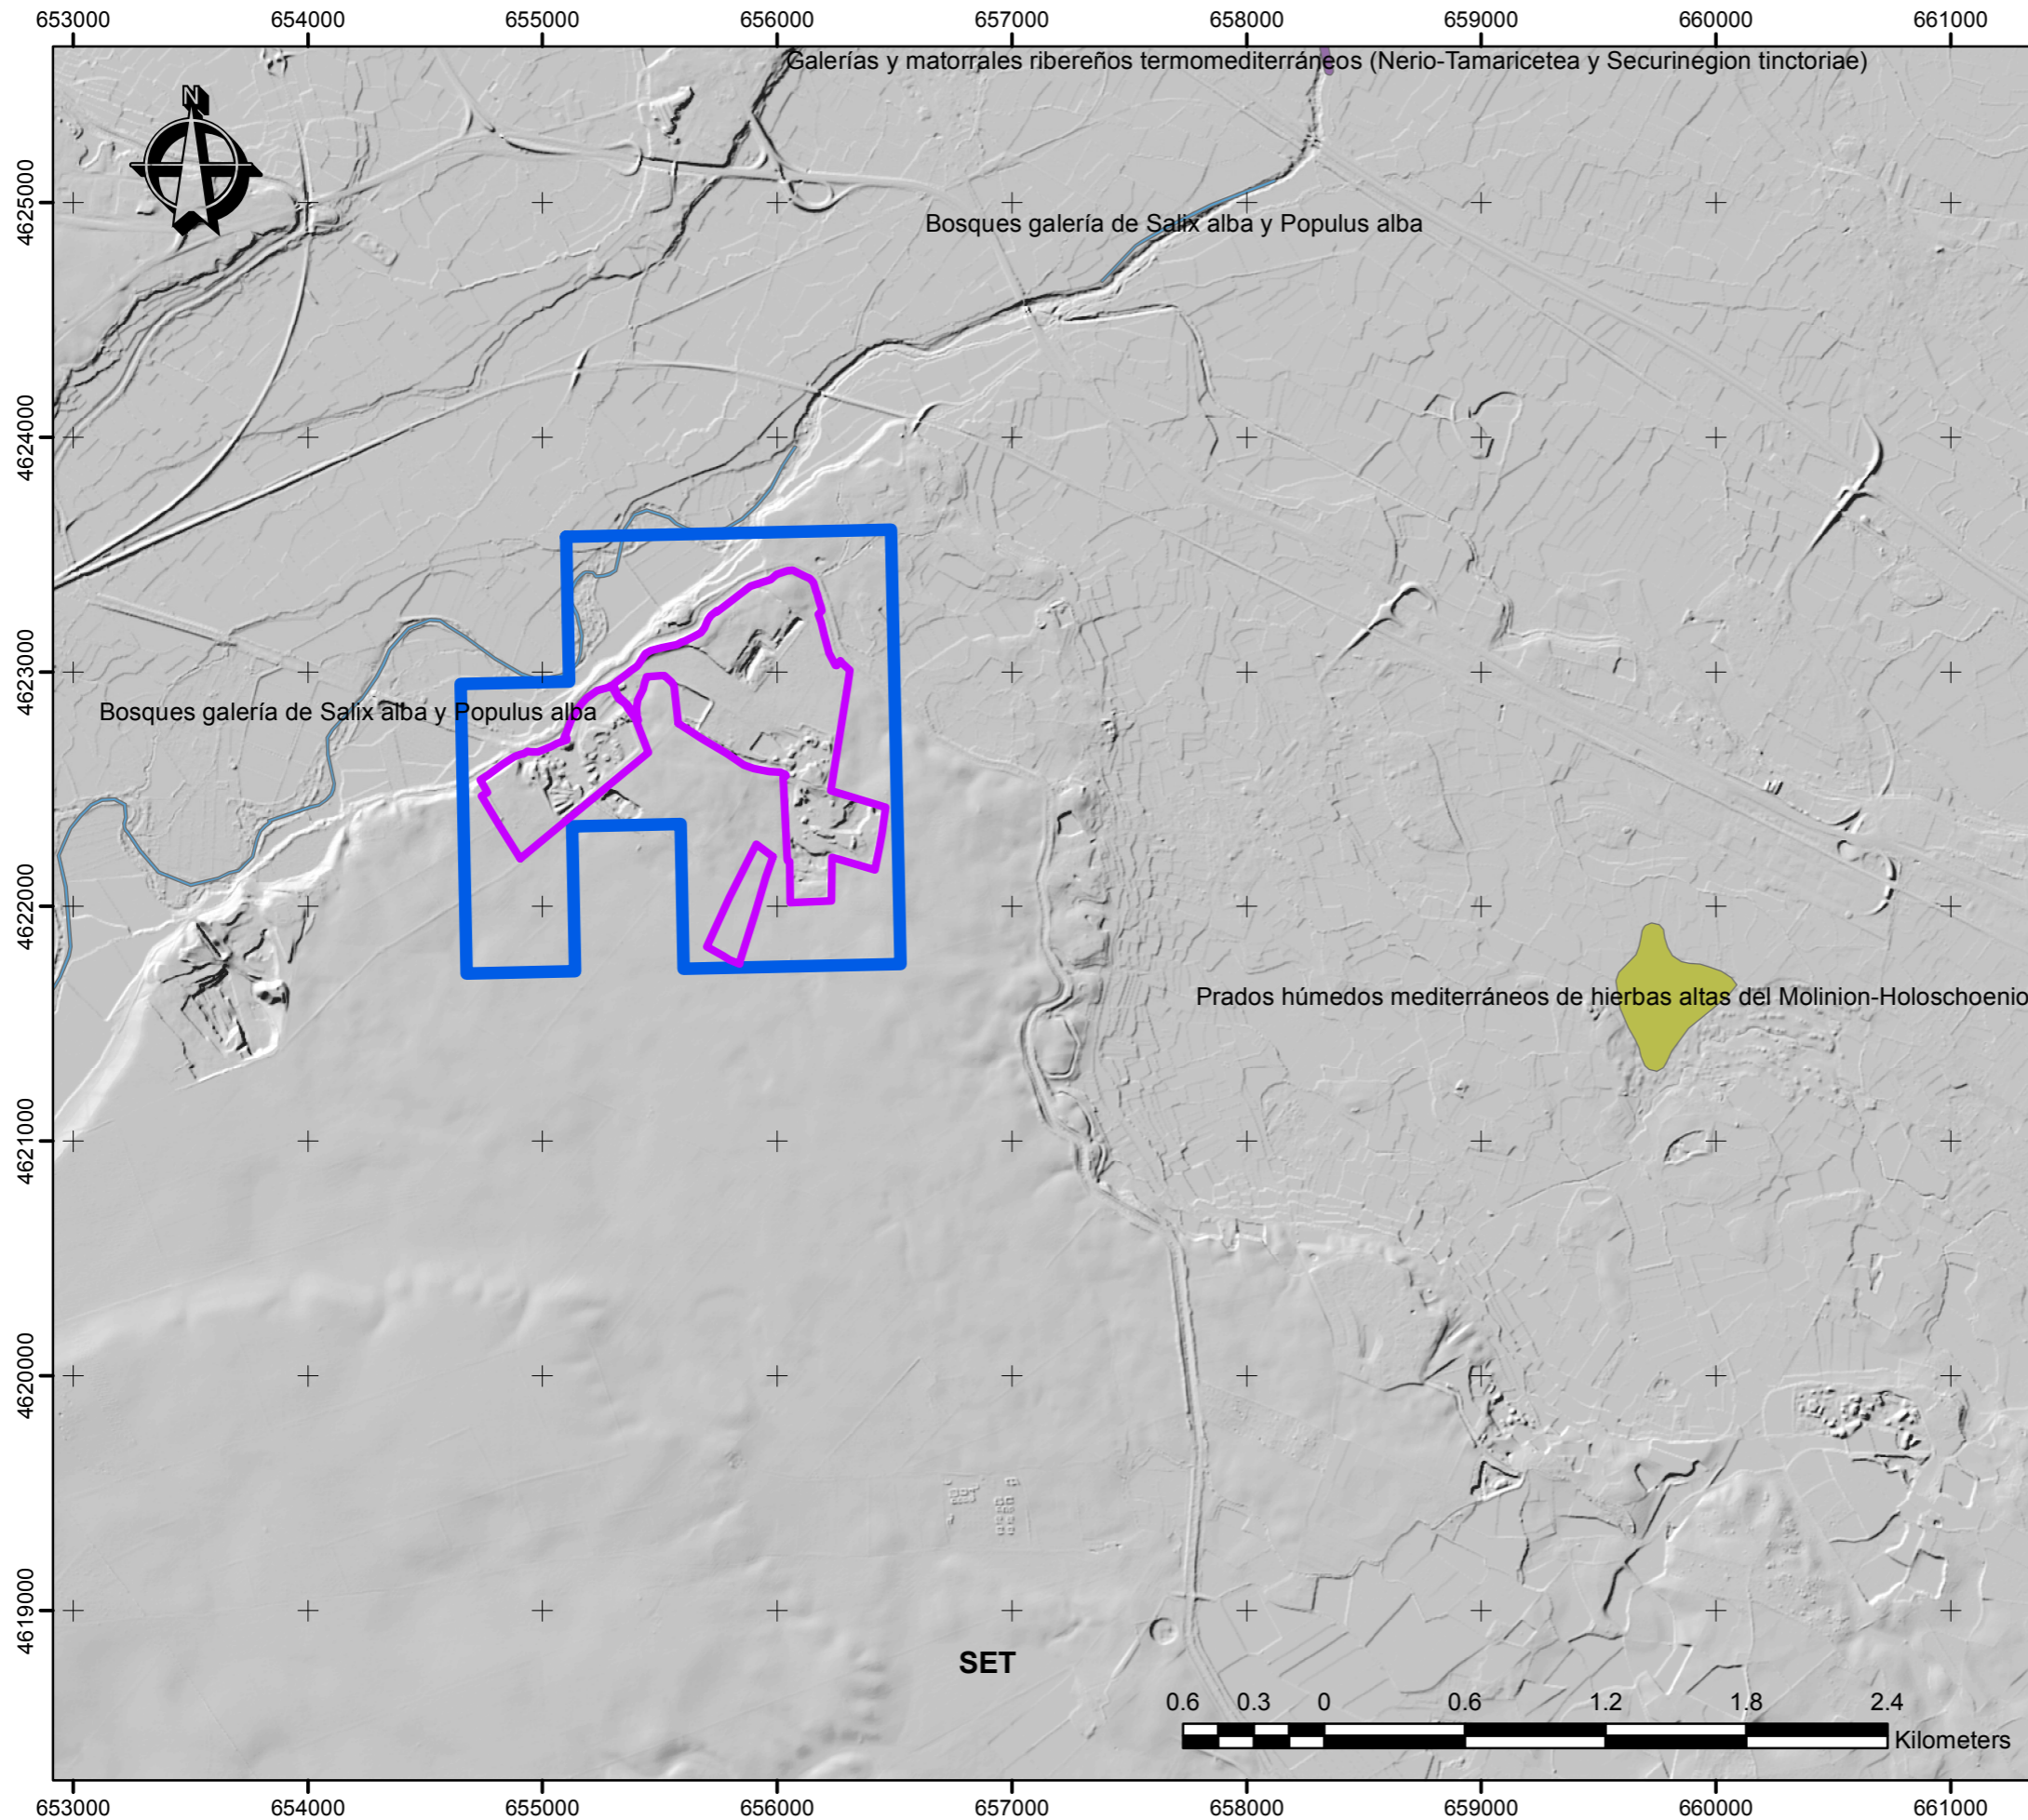 653000 654000 655000 656000 657000 658000 659000 660000 661000
Galerías y matorrales ribereños termomediterráneos (Nerio-Tamaricetea y Securinegion tinctoriae)
N
4625000
Bosques galería de Salix alba y Populus alba
4624000
4623000
Bosques galería de Salix alba y Populus alba
4622000
Prados húmedos mediterráneos de hierbas altas del Molinion-Holoschoenio
4621000
4620000
4619000
SET
0.6 0.3 0 0.6 1.2 1.8 2.4
Kilometers
653000 654000 655000 656000 657000 658000 659000 660000 661000